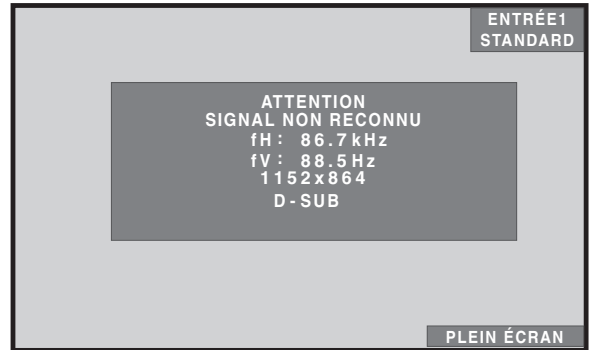 ENTRÉE1
STANDARD
ATTENTION
SIGNAL NON RECONNU
fH : 86.7kHz
fV : 88.5Hz
1152x864
D-SUB
PLEIN ÉCRAN